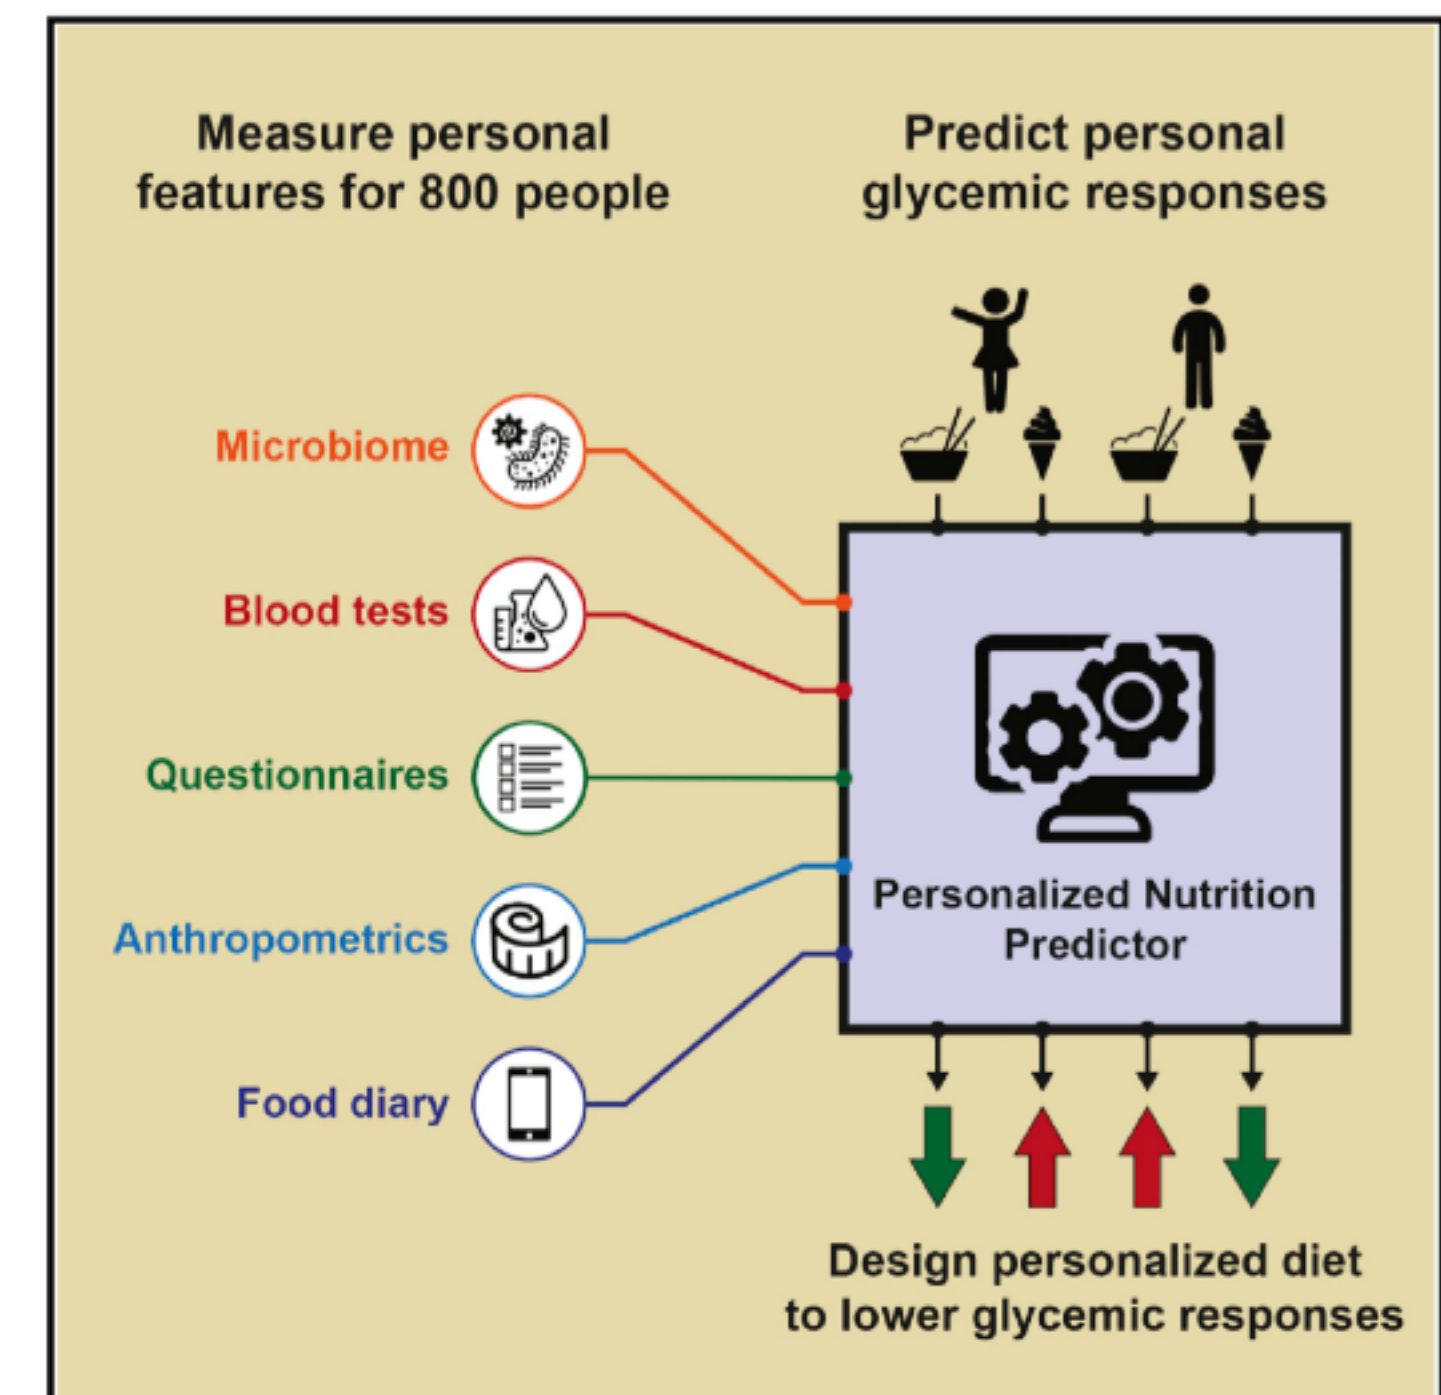 Measure personal
features for 800 people
Predict personal
glycemic responses
Microbiome
Blood tests
Questionnaires
Anthropometrics
Food diary
Personalized Nutrition
Predictor
Design personalized diet
to lower glycemic responses